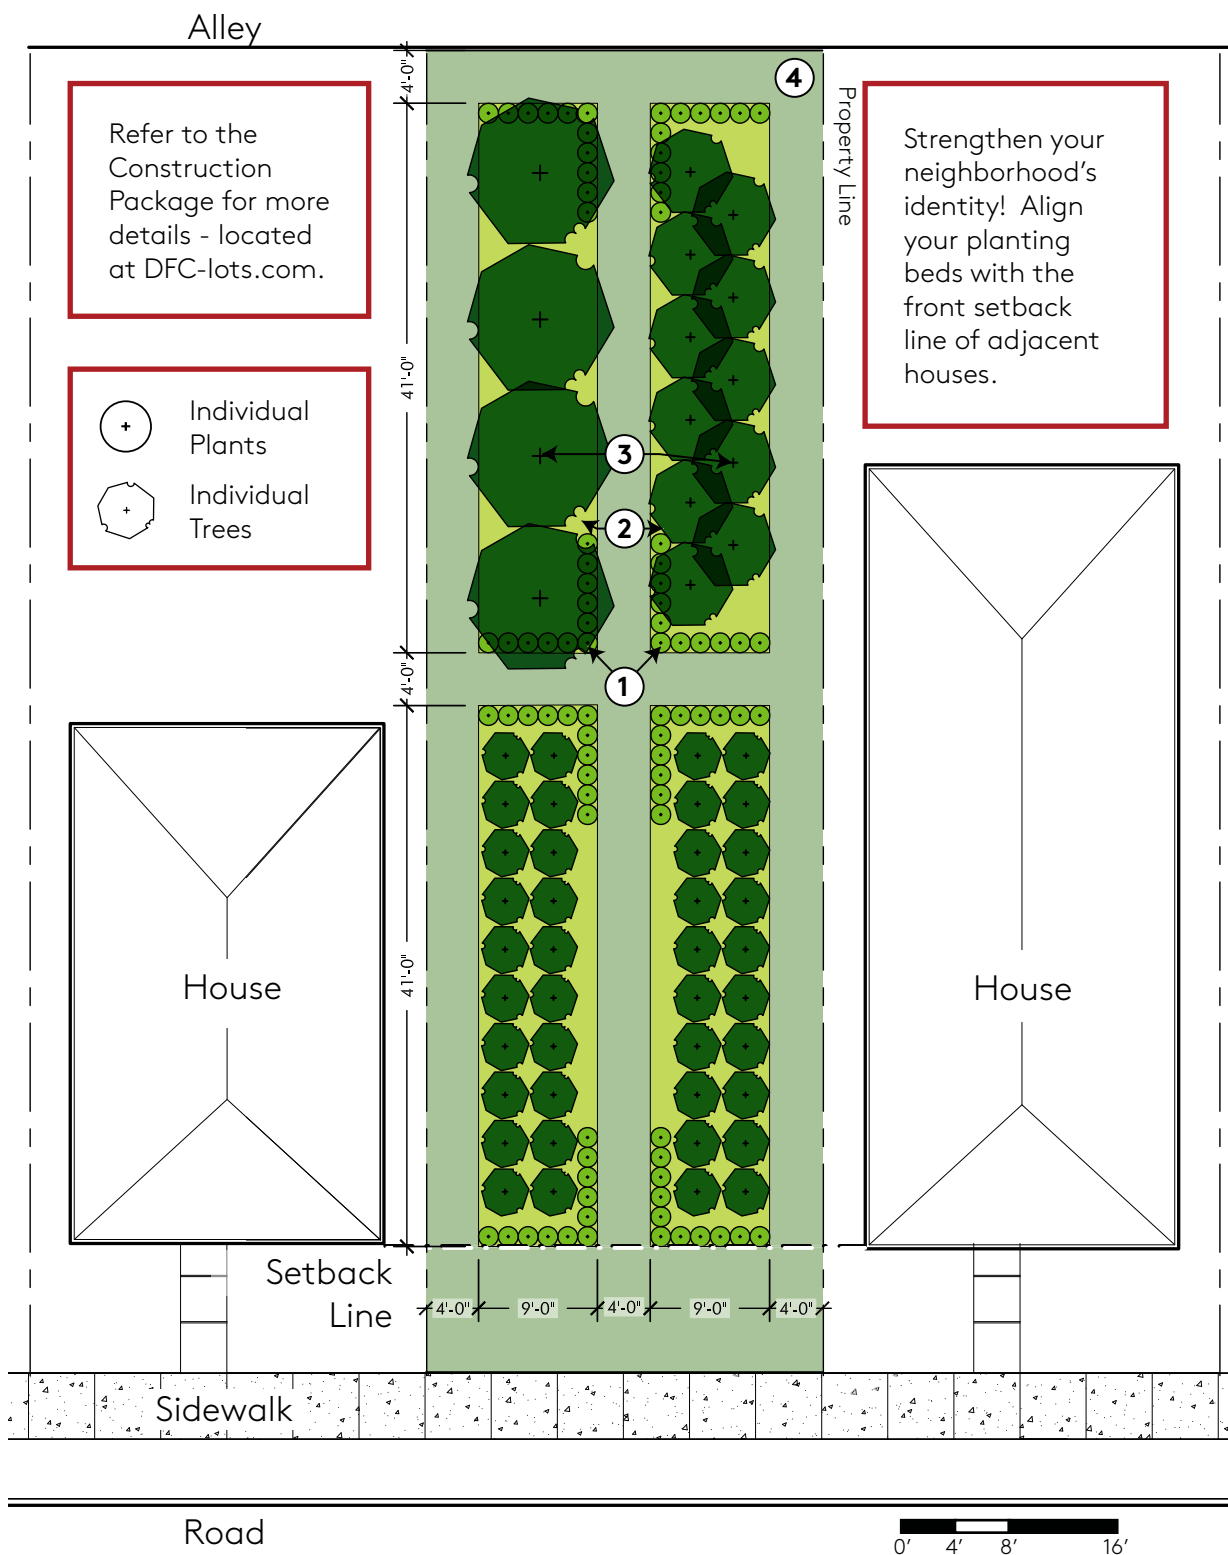 Alley
4'-0"
4
Property Line
Refer to the
Construction
Package for more
details - located
at DFC-lots.com.
Strengthen your
neighborhood's
identity!  Align
your planting
beds with the
front setback
line of adjacent
houses.
41'-0"
Individual
Plants
Individual
Trees
3
2
1
4'-0"
41'-0"
House
House
Setback
Line
4'-0"
9'-0"
4'-0"
9'-0"
4'-0"
Sidewalk
Road
0' 4' 8' 16'